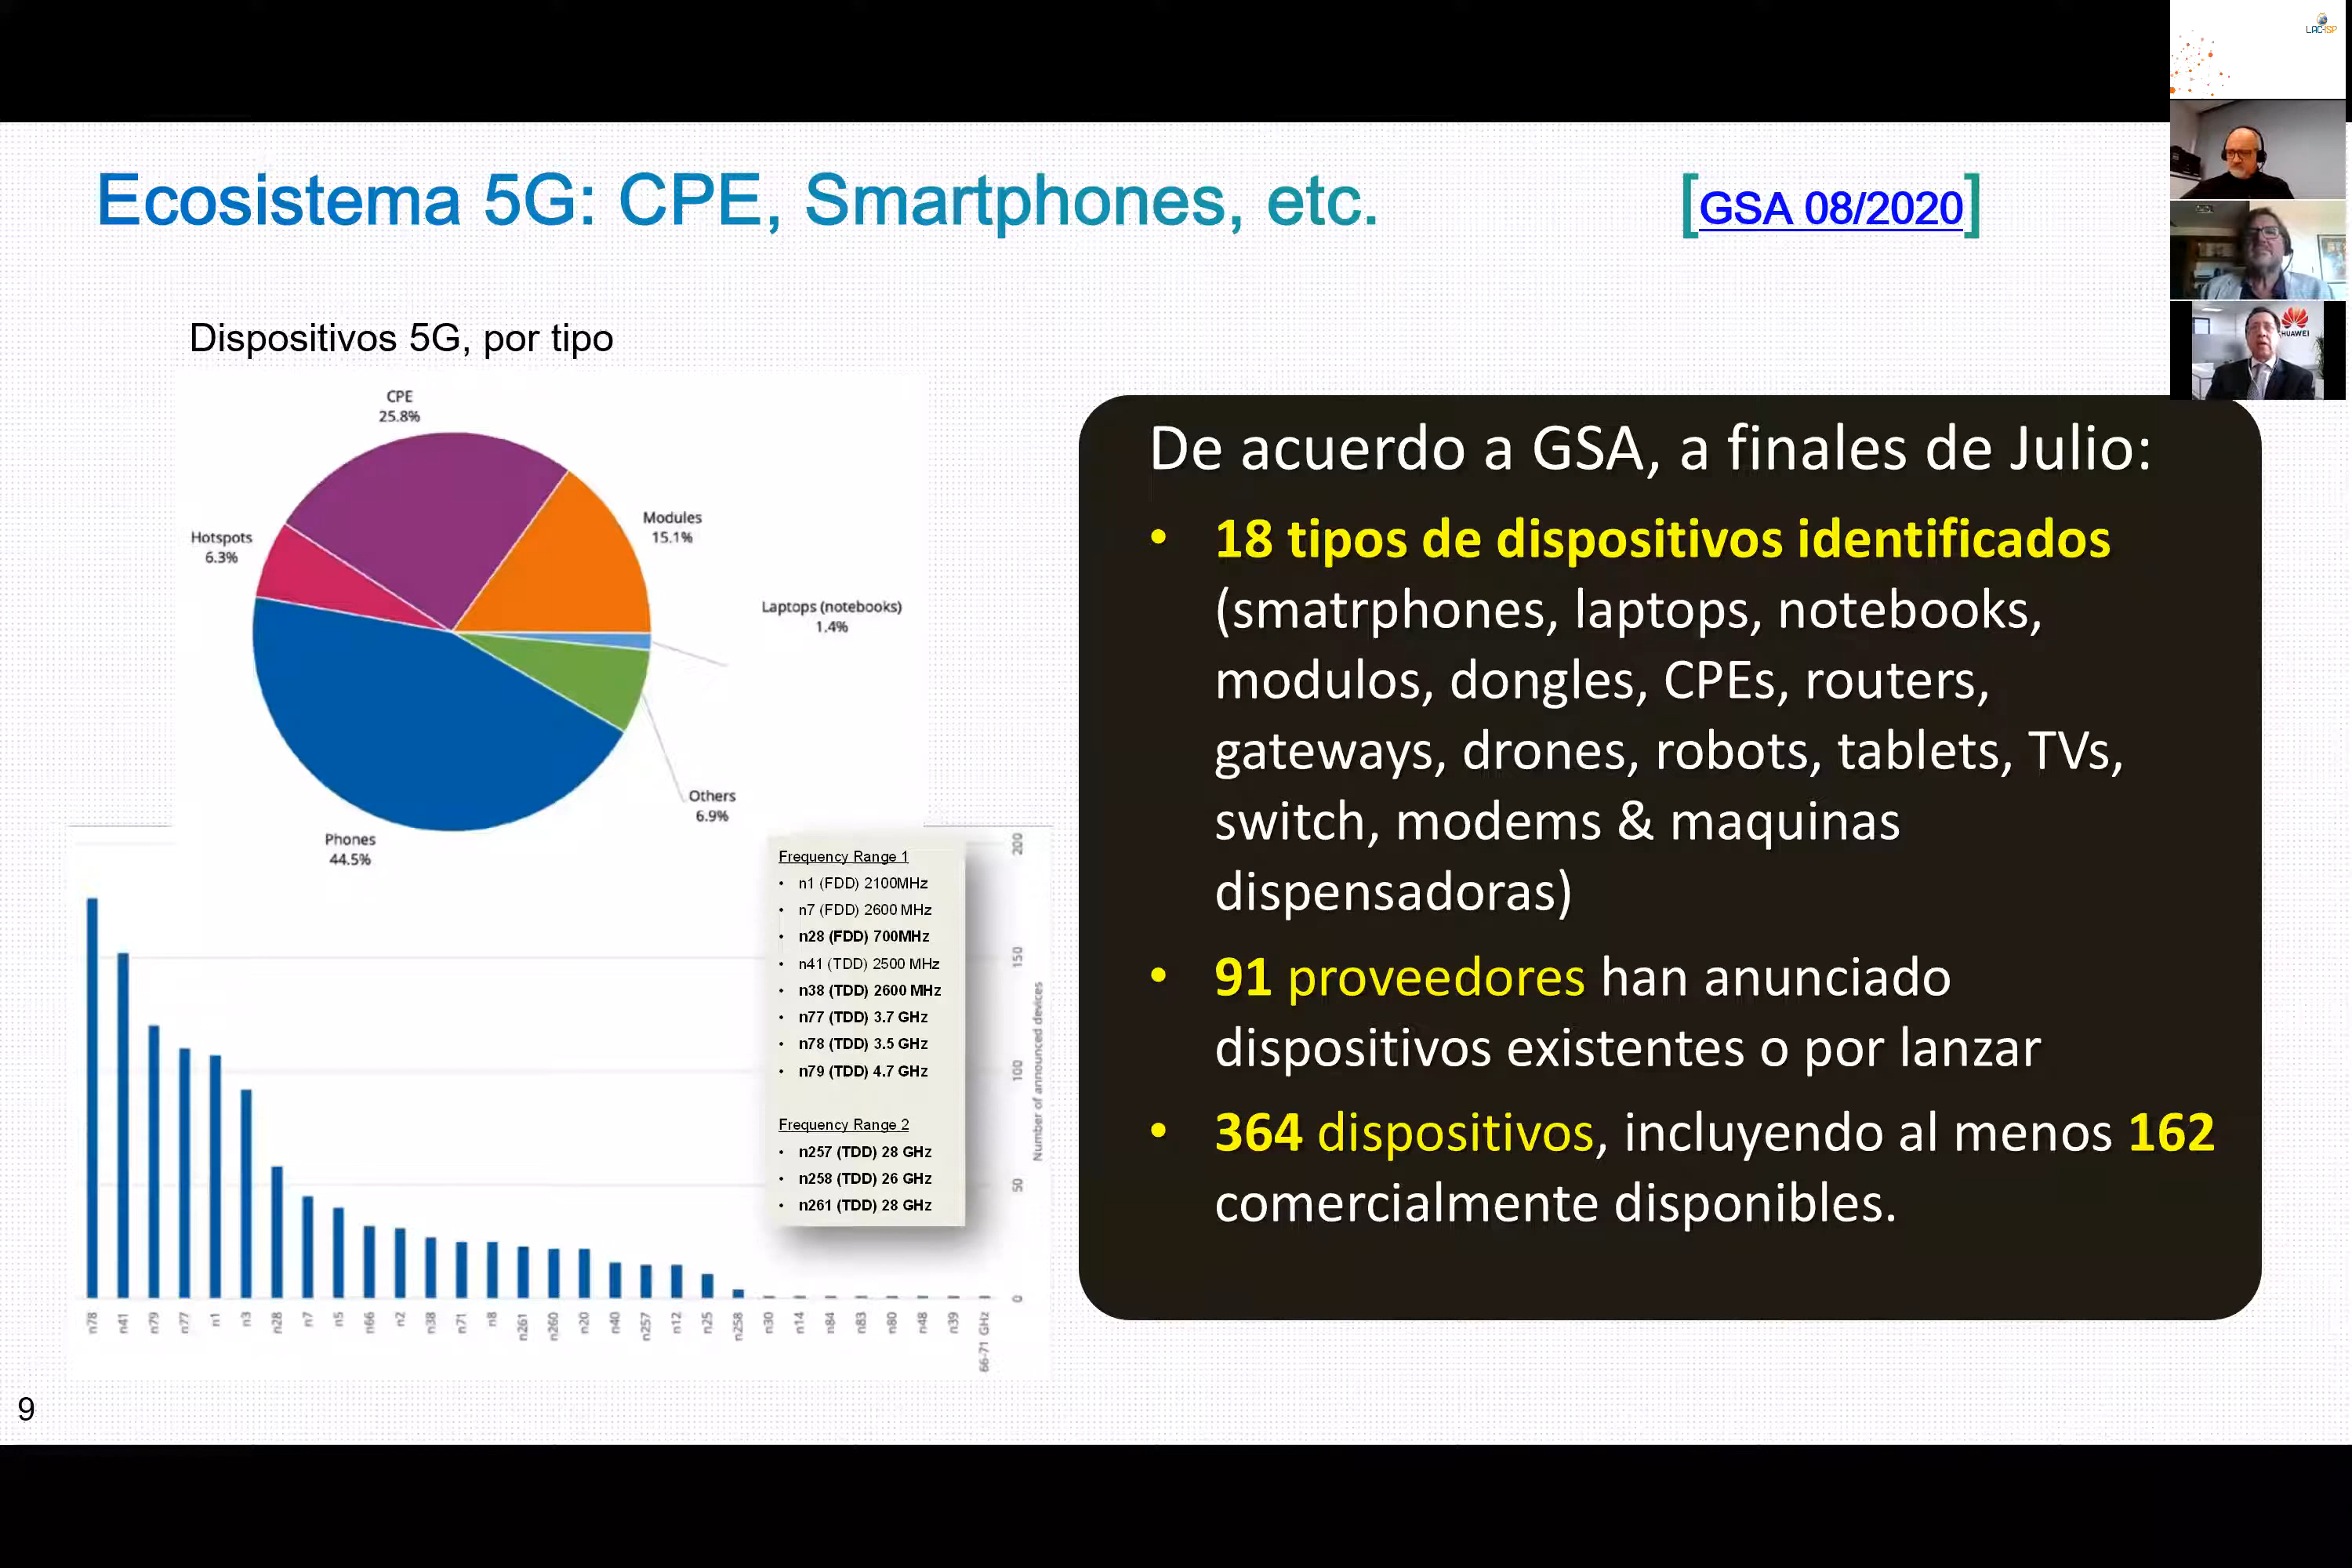 LAC-ISP
Ecosistema 5G: CPE, Smartphones, etc.
[GSA 08/2020]
HUAWEI
Dispositivos 5G, por tipo
CPE
25.8%
Modules
15.1%
Hotspots
6.3%
Laptops (notebooks)
1.4%
Others
6.9%
Phones
44.5%
Frequency Range 1
• n1 (FDD) 2100MHz
• n7 (FDD) 2600 MHz
• n28 (FDD) 700MHz
• n41 (TDD) 2500 MHz
• n38 (TDD) 2600 MHz
• n77 (TDD) 3.7 GHz
• n78 (TDD) 3.5 GHz
• n79 (TDD) 4.7 GHz
Frequency Range 2
• n257 (TDD) 28 GHz
• n258 (TDD) 26 GHz
• n261 (TDD) 28 GHz
200
150
100
50
0
Number of announced devices
n78
n41
n79
n77
n1
n3
n28
n7
n5
n66
n2
n38
n71
n8
n261
n260
n20
n40
n257
n12
n25
n258
n30
n14
n84
n83
n80
n48
n39
66-71 GHz
De acuerdo a GSA, a finales de Julio:
• 18 tipos de dispositivos identificados
(smatrphones, laptops, notebooks,
modulos, dongles, CPEs, routers,
gateways, drones, robots, tablets, TVs,
switch, modems & maquinas
dispensadoras)
• 91 proveedores han anunciado
dispositivos existentes o por lanzar
• 364 dispositivos, incluyendo al menos 162
comercialmente disponibles.
9